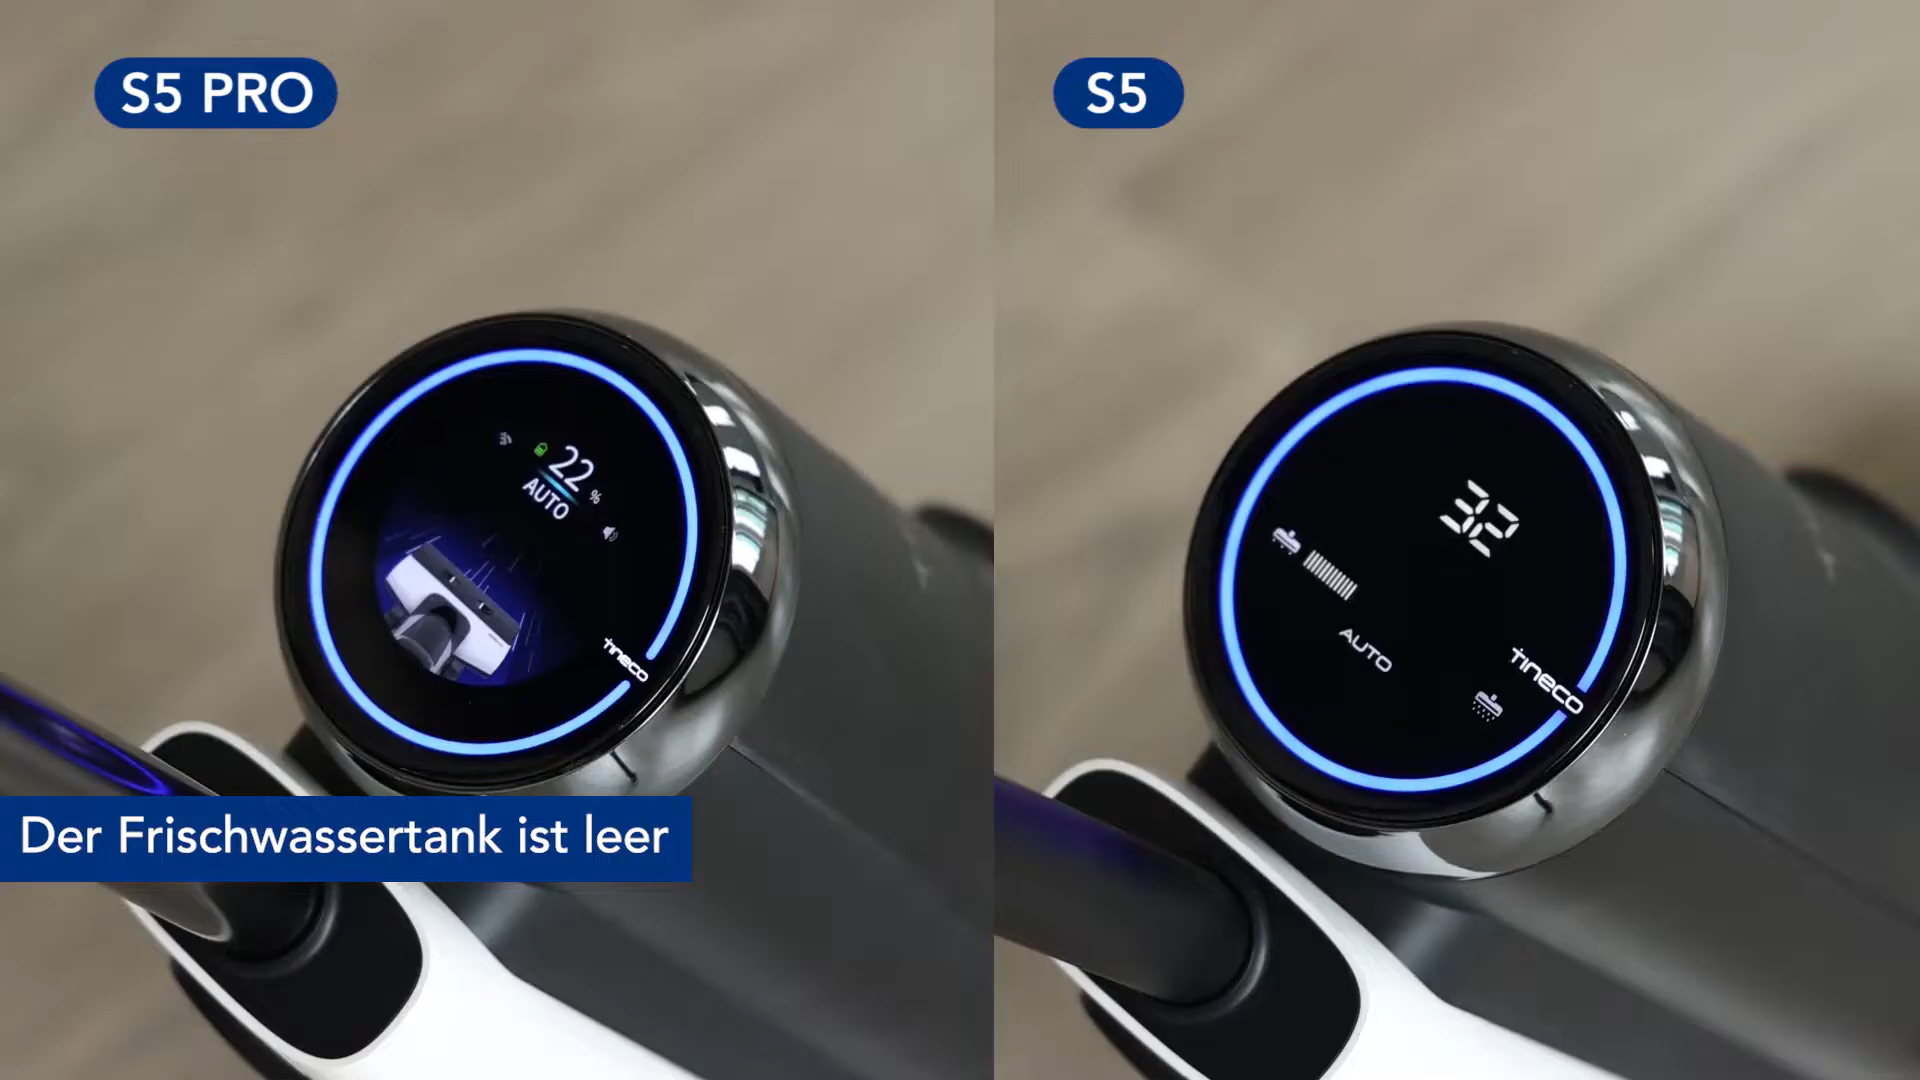 S5 PRO
S5
22 %
AUTO
tineco
32
AUTO
tineco
Der Frischwassertank ist leer